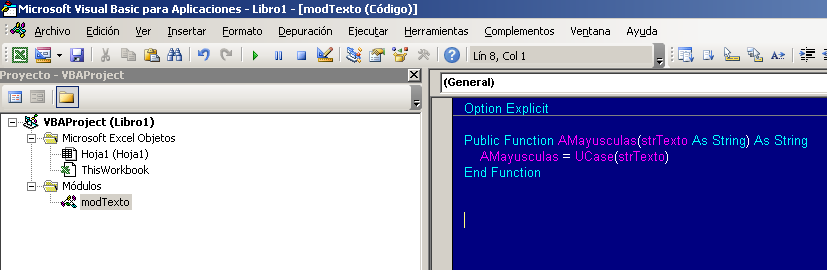 Microsoft Visual Basic para Aplicaciones - Libro1 - [modTexto (Código)]
Archivo Edición Ver Insertar Formato Depuración Ejecutar Herramientas Complementos Ventana Ayuda
Lín 8, Col 1
Proyecto - VBAProject
(General)
VBAProject (Libro1)
Microsoft Excel Objetos
Hoja1 (Hoja1)
ThisWorkbook
Módulos
modTexto
Option Explicit
Public Function AMayusculas(strTexto As String) As String
AMayusculas = UCase(strTexto)
End Function